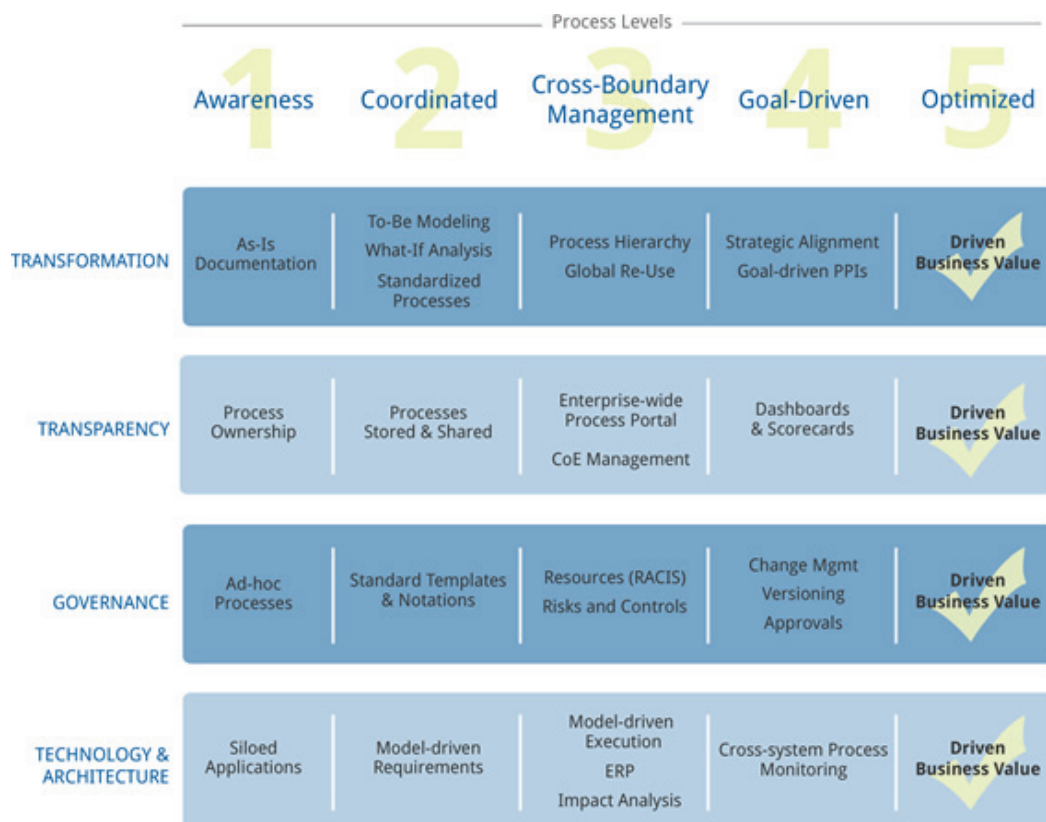 Process Levels
1 2 3 4 5
Awareness
Coordinated
Cross-Boundary
Management
Goal-Driven
Optimized
TRANSFORMATION
As-Is
Documentation
To-Be Modeling
What-If Analysis
Standardized
Processes
Process Hierarchy
Global Re-Use
Strategic Alignment
Goal-driven PPIs
Driven
Business Value
TRANSPARENCY
Process
Ownership
Processes
Stored & Shared
Enterprise-wide
Process Portal
CoE Management
Dashboards
& Scorecards
Driven
Business Value
GOVERNANCE
Ad-hoc
Processes
Standard Templates
& Notations
Resources (RACIS)
Risks and Controls
Change Mgmt
Versioning
Approvals
Driven
Business Value
TECHNOLOGY &
ARCHITECTURE
Siloed
Applications
Model-driven
Requirements
Model-driven
Execution
ERP
Impact Analysis
Cross-system Process
Monitoring
Driven
Business Value